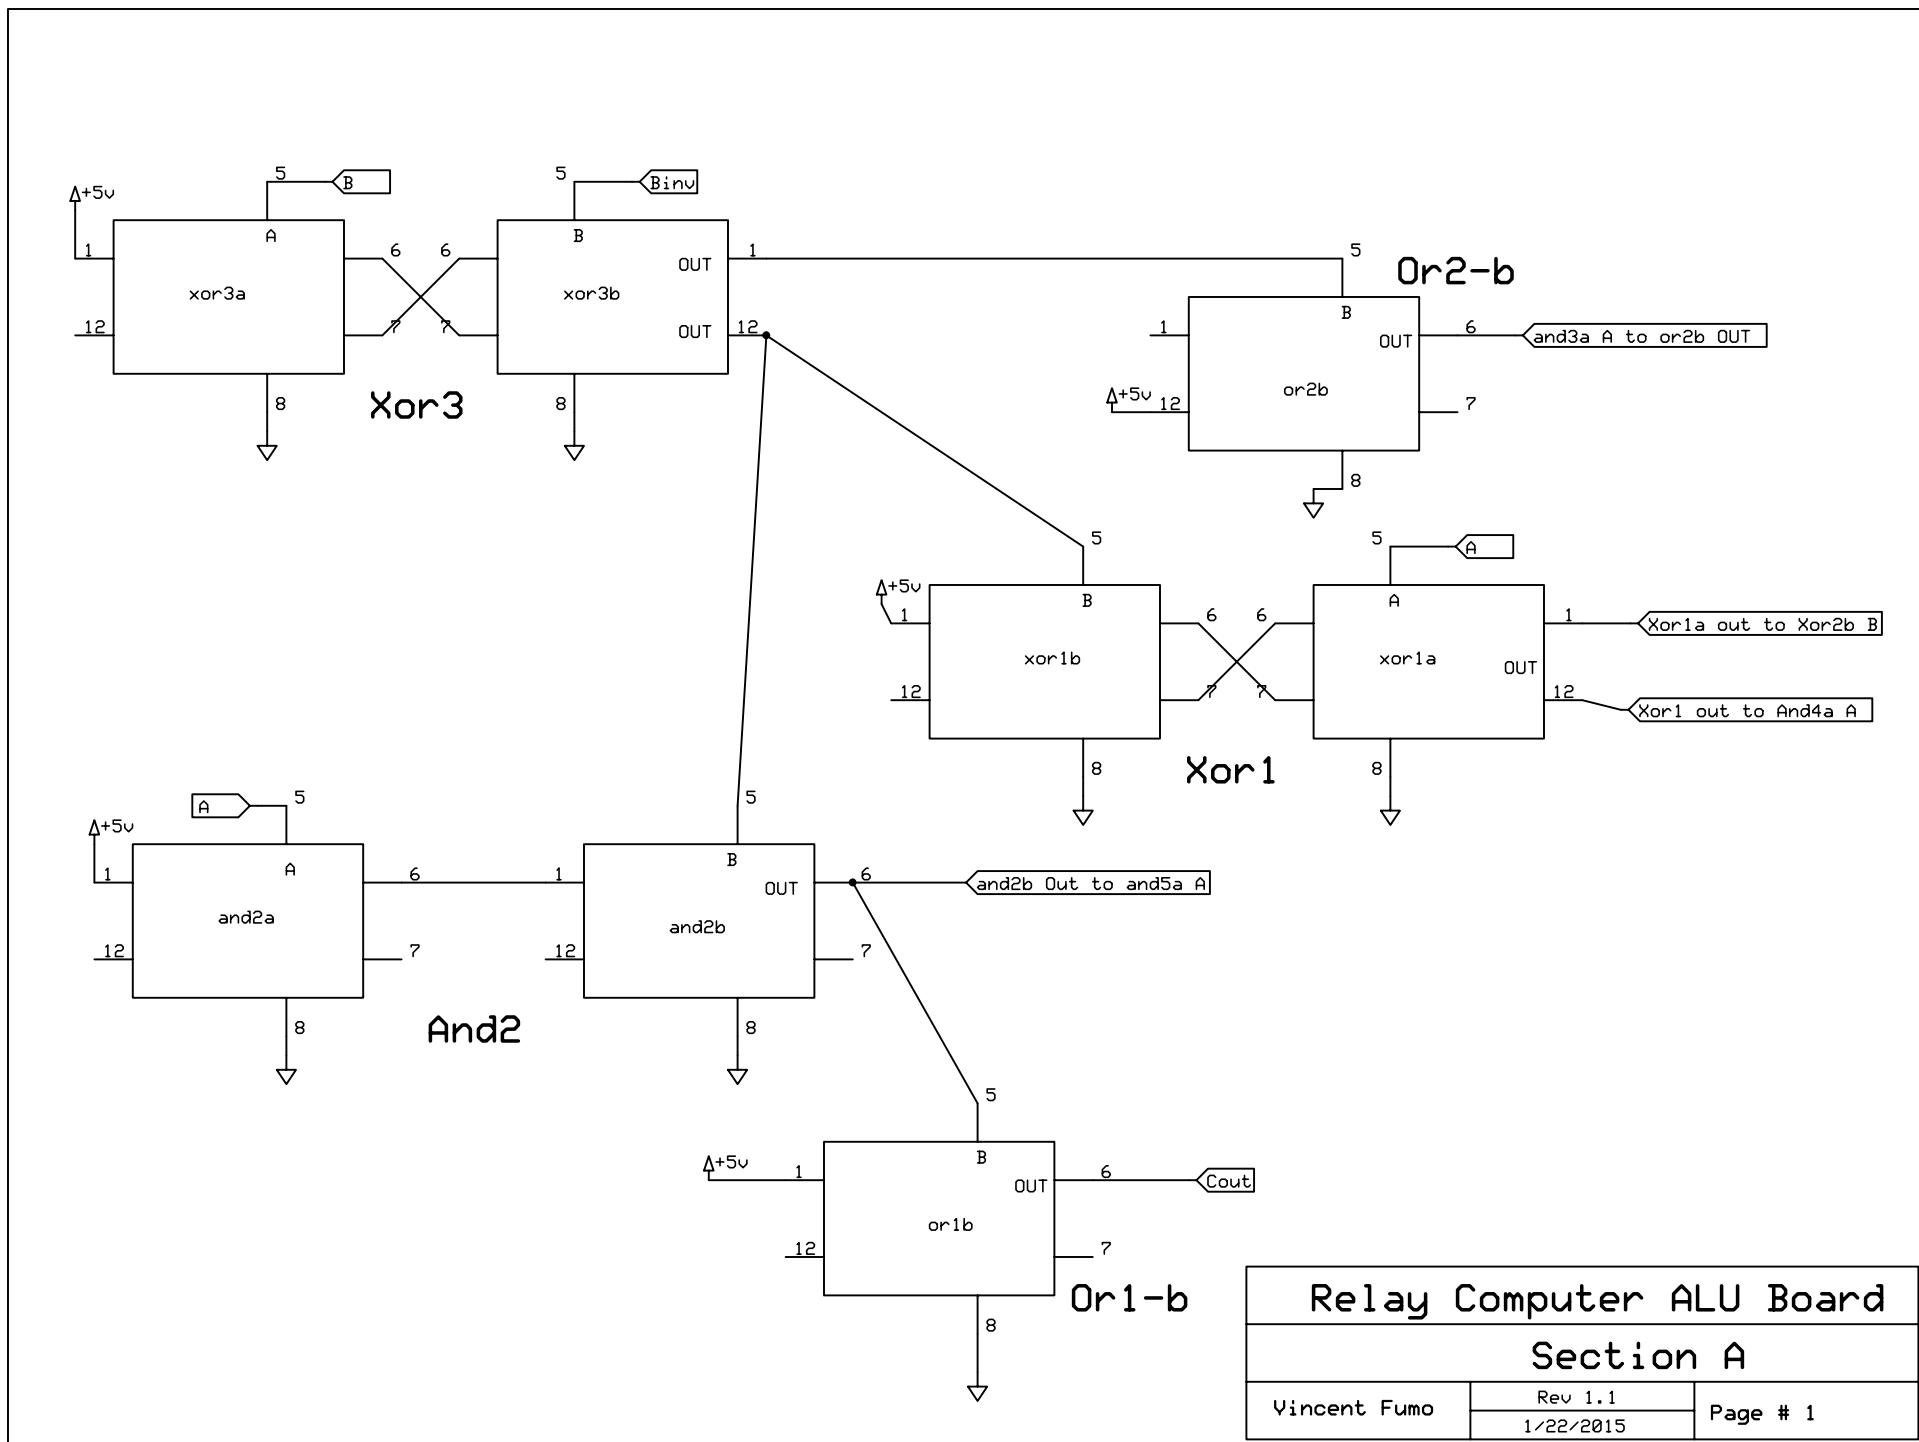 5
B
+5v
1
A
xor3a
12
6
7
8
Xor3
5
Binv
6
7
B
xor3b
OUT
1
OUT
12
8
5
Or2-b
1
B
OUT
6
and3a A to or2b OUT
+5v
12
or2b
7
8
5
+5v
1
B
xor1b
12
6
7
8
Xor1
5
A
6
7
A
xor1a
OUT
1
Xor1a out to Xor2b B
12
Xor1 out to And4a A
8
A
5
+5v
1
A
and2a
12
6
7
8
And2
5
1
B
OUT
6
and2b Out to and5a A
and2b
12
7
8
5
+5v
1
B
OUT
6
Cout
or1b
12
7
Or1-b
8
Relay Computer ALU Board
Section A
Vincent Fumo
Rev 1.1
1/22/2015
Page # 1